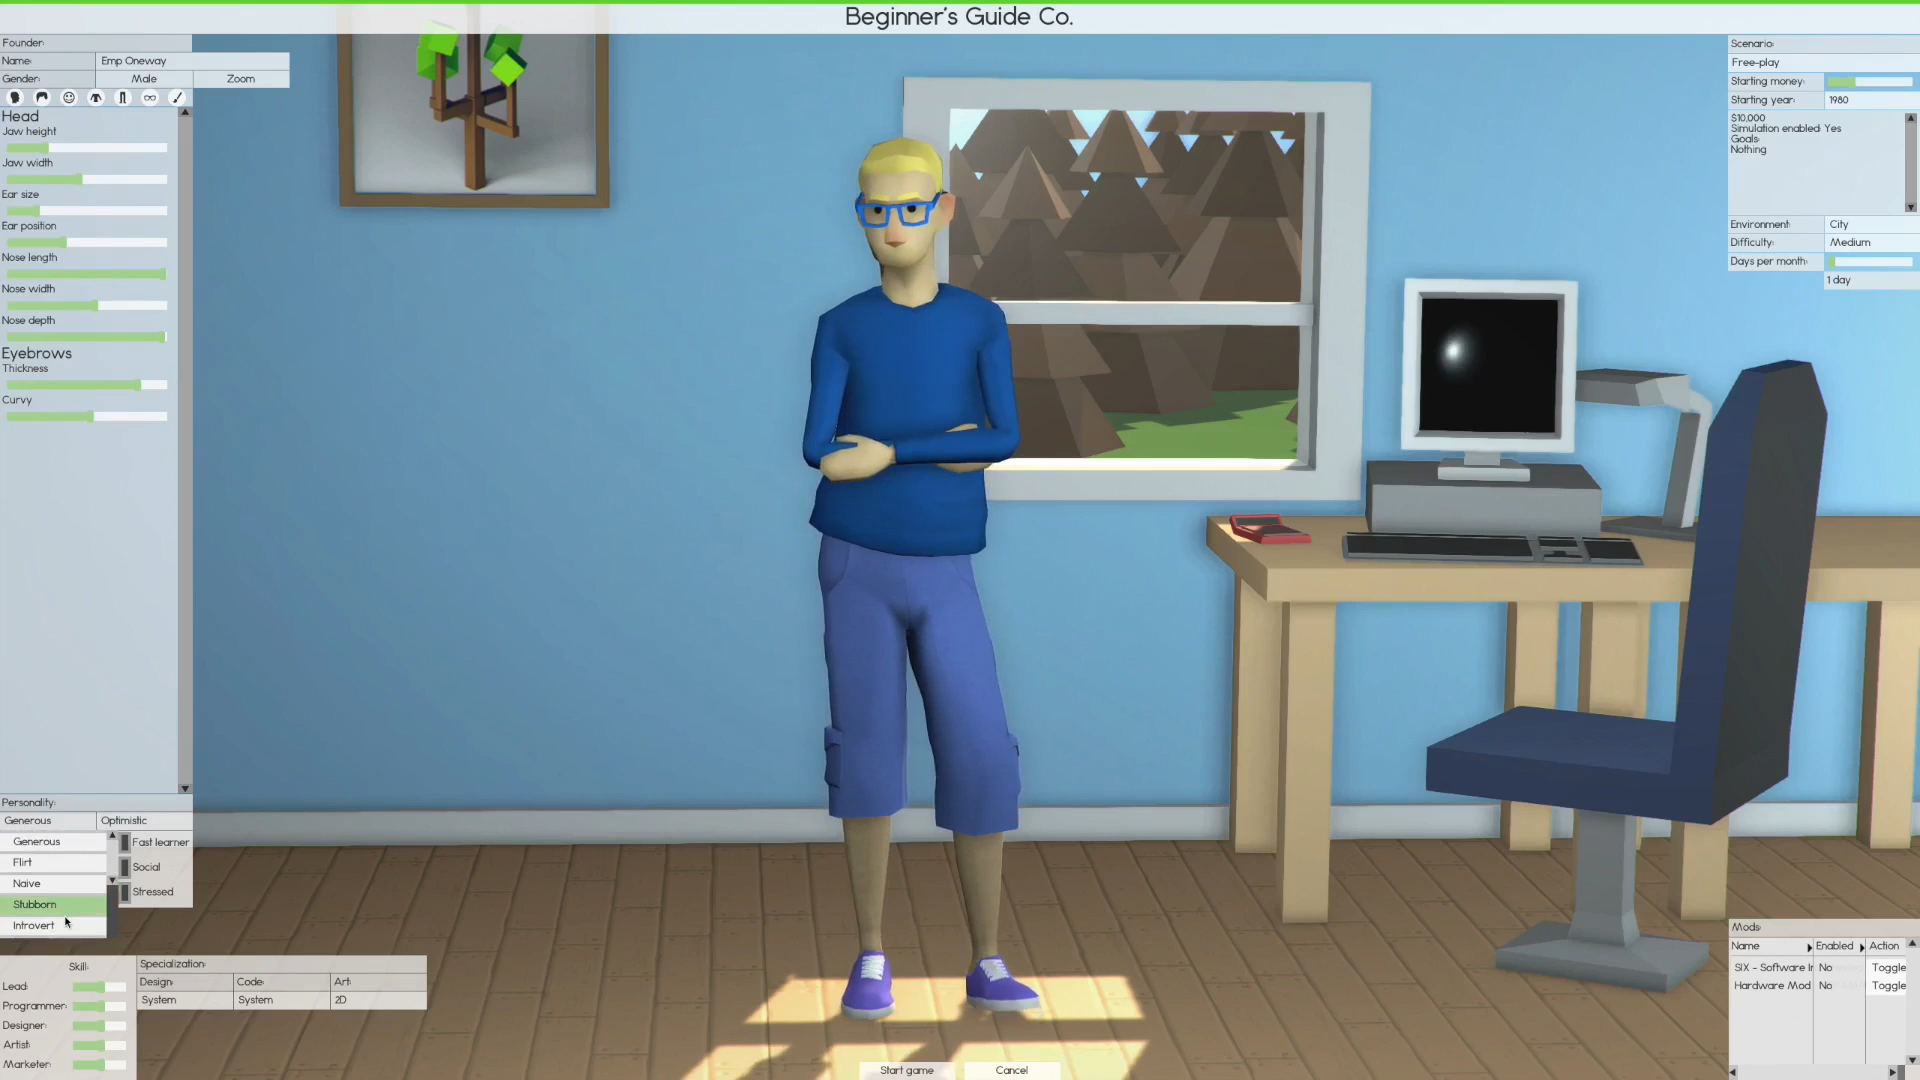 Beginner's Guide Co.
Founder:
Name: Emp Oneway
Gender: Male Zoom
Head
Jaw height
Jaw width
Ear size
Ear position
Nose length
Nose width
Nose depth
Eyebrows
Thickness
Curvy
Personality:
Generous Optimistic
Generous Fast learner
Flirt Social
Naive
Stressed
Stubborn
Introvert
Skill:
Lead:
Programmer:
Designer:
Artist:
Marketer:
Specialization:
Design: Code: Art:
System System 2D
Start game Cancel
Scenario:
Free-play
Starting money:
Starting year: 1980
$10,000
Simulation enabled: Yes
Goals:
Nothing
Environment: City
Difficulty: Medium
Days per month:
1 day
Mods:
Name Enabled Action
SIX - Software No Toggle
Hardware Mod No Toggle